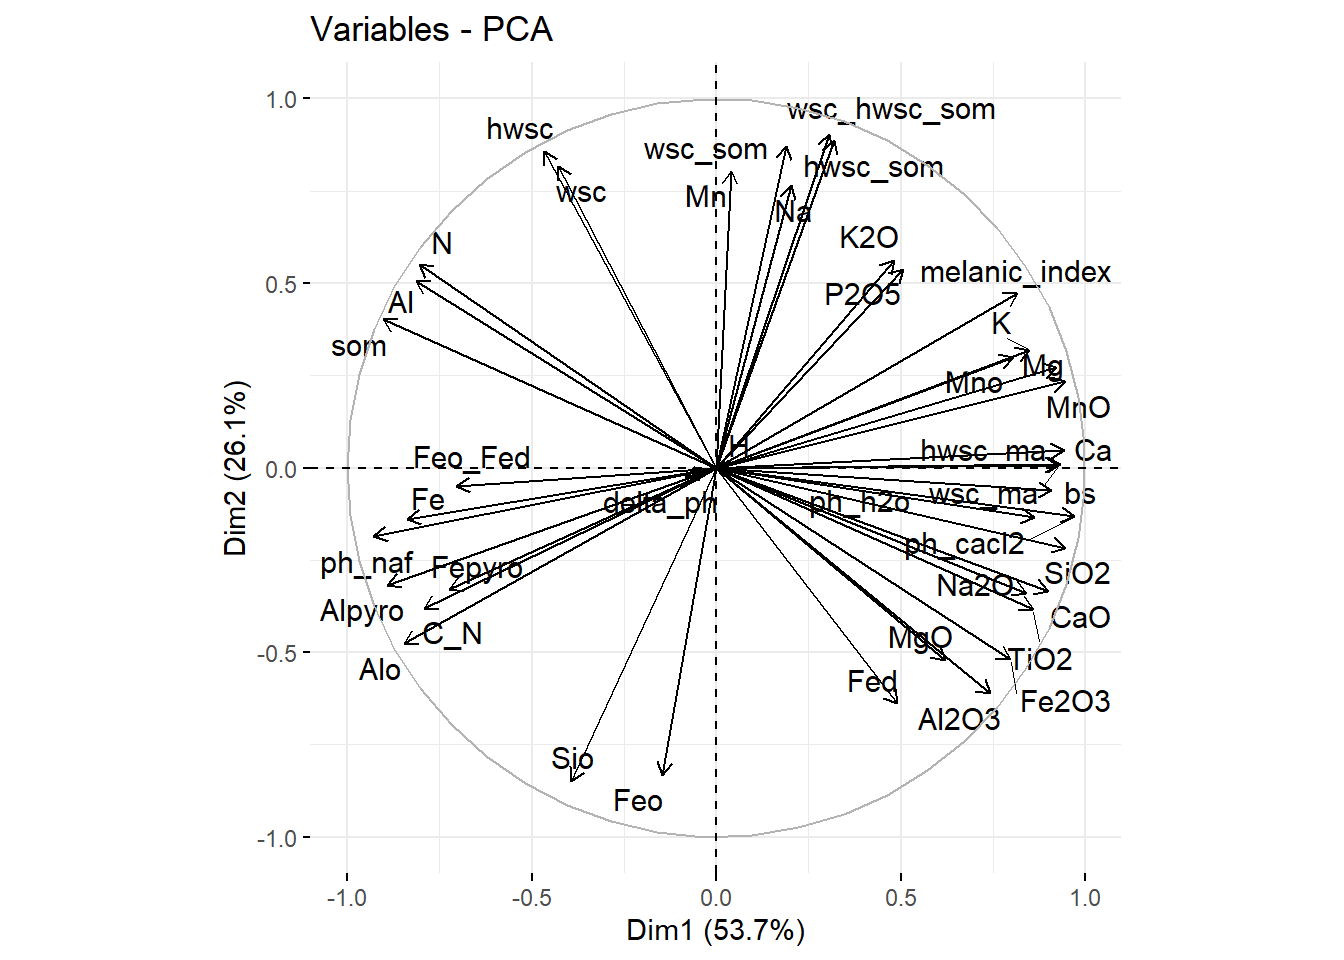 Variables - PCA
1.0
wsc_hwsc_som
hwsc
wsc_som
hwsc_som
wsc
Mn
Na
N
K2O
0.5
melanic_index
Al
P2O5
K
som
Mg
Mno
MnO
H
Feo_Fed
hwsc_ma
Ca
0.0
Fe
delta_ph
ph_h2o
wsc_ma
bs
ph_cacl2
ph_naf
Fepyro
SiO2
Na2O
Alpyro
CaO
C_N
MgO
-0.5
TiO2
Alo
Fed
Fe2O3
Al2O3
Sio
Feo
-1.0
-1.0 -0.5 0.0 0.5 1.0
Dim1 (53.7%)
Dim2 (26.1%)